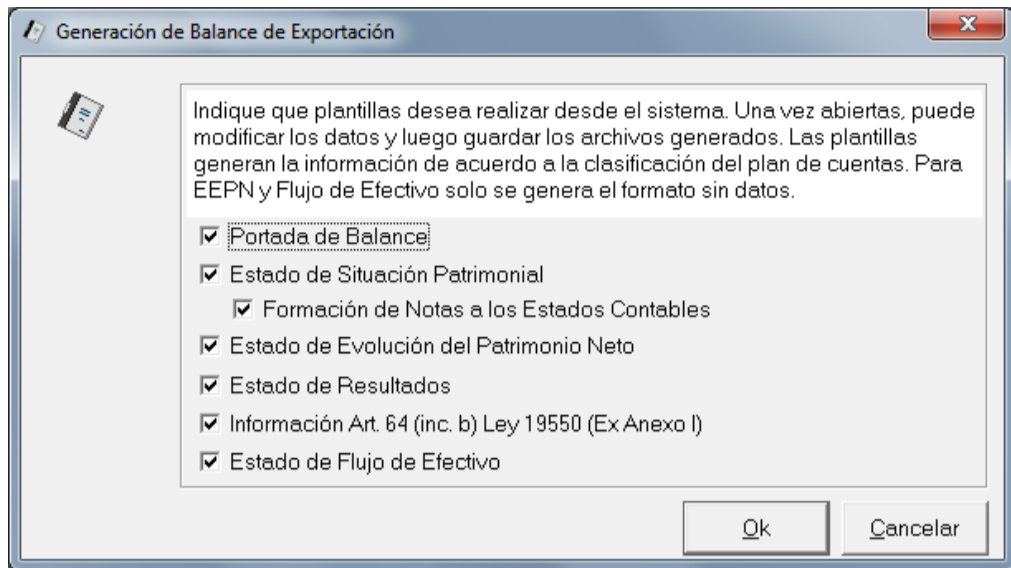 Generación de Balance de Exportación
Indique que plantillas desea realizar desde el sistema. Una vez abiertas, puede
modificar los datos y luego guardar los archivos generados. Las plantillas
generan la información de acuerdo a la clasificación del plan de cuentas. Para
EEPN y Flujo de Efectivo solo se genera el formato sin datos.
Portada de Balance
Estado de Situación Patrimonial
Formación de Notas a los Estados Contables
Estado de Evolución del Patrimonio Neto
Estado de Resultados
Información Art. 64 (inc. b) Ley 19550 (Ex Anexo I)
Estado de Flujo de Efectivo
Ok
Cancelar